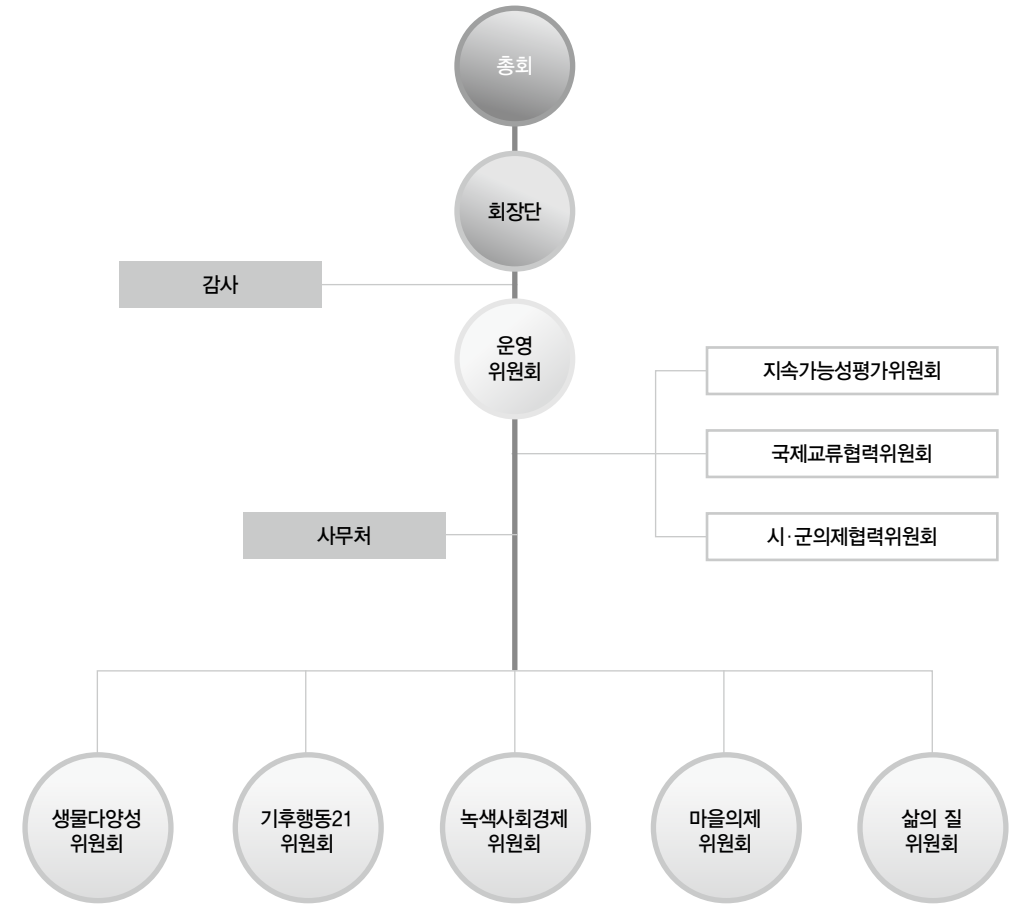 총회
회장단
감사
운영
위원회
지속가능성평가위원회
국제교류협력위원회
사무처
시·군의제협력위원회
생물다양성
위원회
기후행동21
위원회
녹색사회경제
위원회
마을의제
위원회
삶의 질
위원회